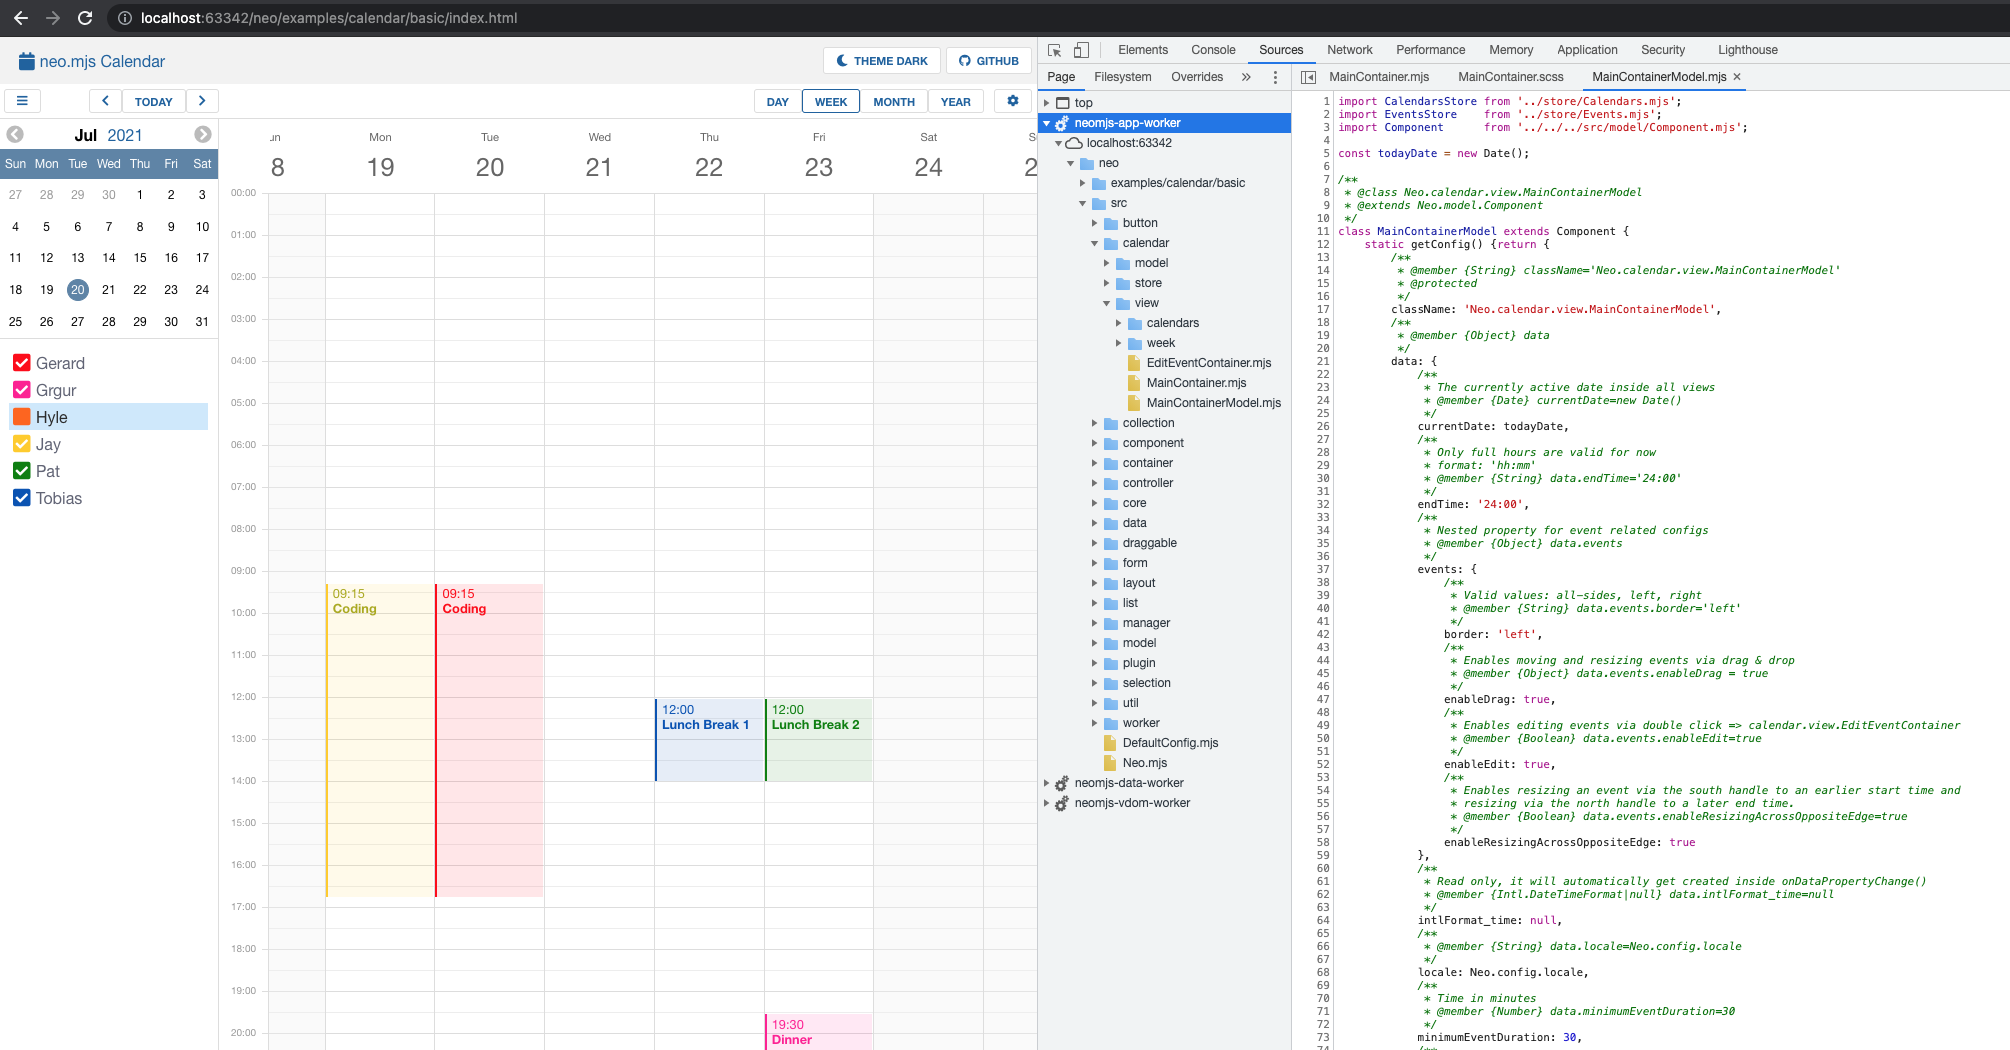 localhost:63342/neo/examples/calendar/basic/index.html
neo.mjs Calendar
THEME DARK
GITHUB
TODAY
DAY
WEEK
MONTH
YEAR
Jul 2021
Sun Mon Tue Wed Thu Fri Sat
27 28 29 30 1 2 3
4 5 6 7 8 9 10
11 12 13 14 15 16 17
18 19 20 21 22 23 24
25 26 27 28 29 30 31
Gerard
Grgur
Hyle
Jay
Pat
Tobias
un Mon Tue Wed Thu Fri Sat S
8 19 20 21 22 23 24 2
00:00
01:00
02:00
03:00
04:00
05:00
06:00
07:00
08:00
09:00
10:00
11:00
12:00
13:00
14:00
15:00
16:00
17:00
18:00
19:00
20:00
09:15
Coding
09:15
Coding
12:00
Lunch Break 1
12:00
Lunch Break 2
19:30
Dinner
Elements Console Sources Network Performance Memory Application Security Lighthouse
Page Filesystem Overrides »
top
neomjs-app-worker
localhost:63342
neo
examples/calendar/basic
src
button
calendar
model
store
view
calendars
week
EditEventContainer.mjs
MainContainer.mjs
MainContainerModel.mjs
collection
component
container
controller
core
data
draggable
form
layout
list
manager
model
plugin
selection
util
worker
DefaultConfig.mjs
Neo.mjs
neomjs-data-worker
neomjs-vdom-worker
MainContainer.mjs MainContainer.scss MainContainerModel.mjs ×
1 import CalendarsStore from '../store/Calendars.mjs';
2 import EventsStore from '../store/Events.mjs';
3 import Component from '../../../src/model/Component.mjs';
4
5 const todayDate = new Date();
6
7 /**
8 * @class Neo.calendar.view.MainContainerModel
9 * @extends Neo.model.Component
10 */
11 class MainContainerModel extends Component {
12 static getConfig() {return {
13 /**
14 * @member {String} className='Neo.calendar.view.MainContainerModel'
15 * @protected
16 */
17 className: 'Neo.calendar.view.MainContainerModel',
18 /**
19 * @member {Object} data
20 */
21 data: {
22 /**
23 * The currently active date inside all views
24 * @member {Date} currentDate=new Date()
25 */
26 currentDate: todayDate,
27 /**
28 * Only full hours are valid for now
29 * format: 'hh:mm'
30 * @member {String} data.endTime='24:00'
31 */
32 endTime: '24:00',
33 /**
34 * Nested property for event related configs
35 * @member {Object} data.events
36 */
37 events: {
38 /**
39 * Valid values: all-sides, left, right
40 * @member {String} data.events.border='left'
41 */
42 border: 'left',
43 /**
44 * Enables moving and resizing events via drag & drop
45 * @member {Object} data.events.enableDrag = true
46 */
47 enableDrag: true,
48 /**
49 * Enables editing events via double click => calendar.view.EditEventContainer
50 * @member {Boolean} data.events.enableEdit=true
51 */
52 enableEdit: true,
53 /**
54 * Enables resizing an event via the south handle to an earlier start time and
55 * resizing via the north handle to a later end time.
56 * @member {Boolean} data.events.enableResizingAcrossOppositeEdge=true
57 */
58 enableResizingAcrossOppositeEdge: true
59 },
60 /**
61 * Read only, it will automatically get created inside onDataPropertyChange()
62 * @member {Intl.DateTimeFormat|null} data.intlFormat_time=null
63 */
64 intlFormat_time: null,
65 /**
66 * @member {String} data.locale=Neo.config.locale
67 */
68 locale: Neo.config.locale,
69 /**
70 * Time in minutes
71 * @member {Number} data.minimumEventDuration=30
72 */
73 minimumEventDuration: 30,
74 /**